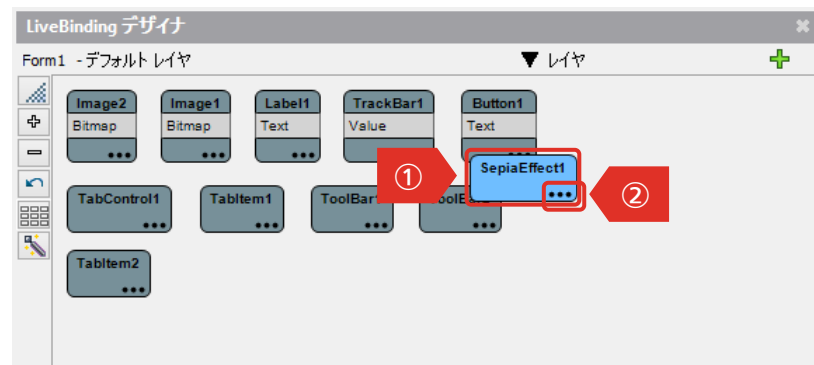 LiveBinding デザイナ
Form1 - デフォルト レイヤ ▼ レイヤ
Image2 Image1 Label1 TrackBar1 Button1
Bitmap Bitmap Text Value Text
① SepiaEffect1
②
TabControl1 TabItem1 ToolBar1
TabItem2